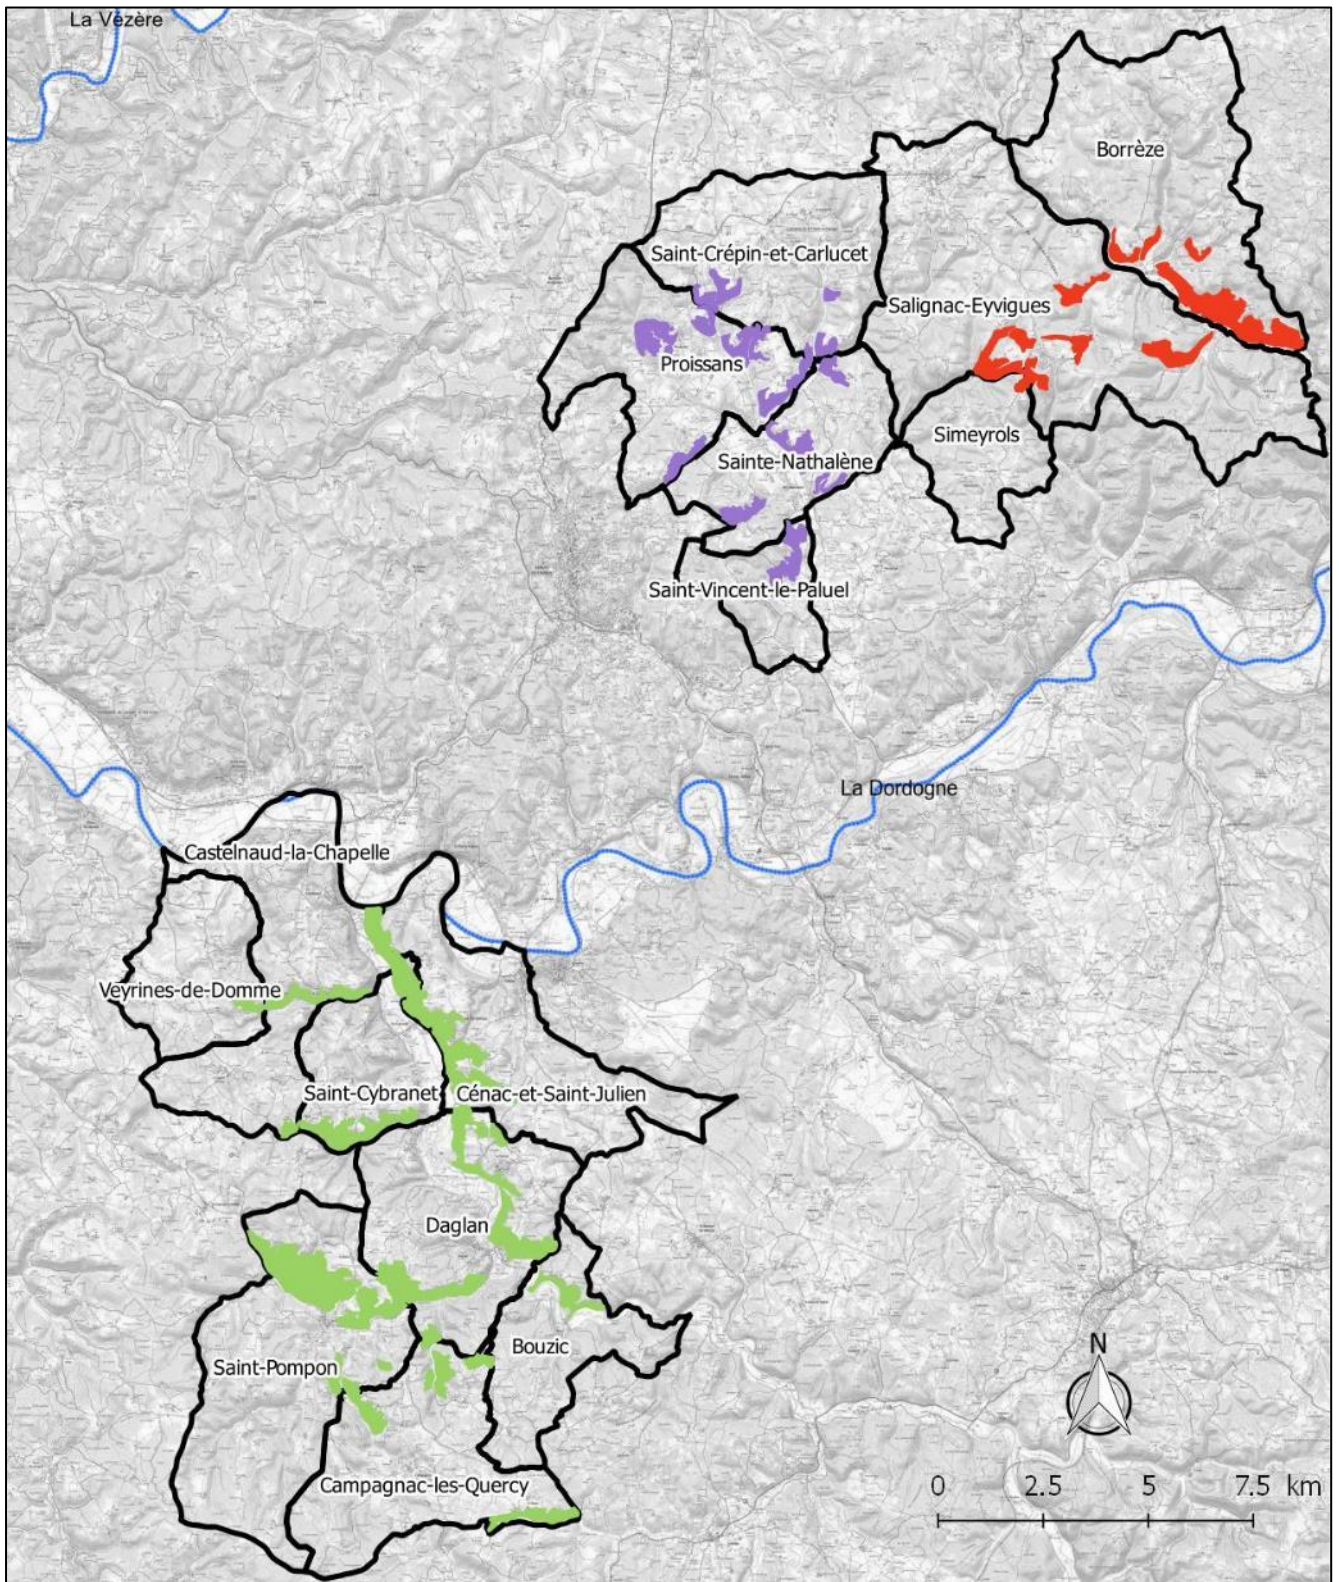 La Vézère
Borrèze
Saint-Crépin-et-Carlucet
Salignac-Eyvigues
Proissans
Simeyrols
Sainte-Nathalène
Saint-Vincent-le-Paluel
La Dordogne
Castelnaud-la-Chapelle
Veyrines-de-Domme
Saint-Cybranet
Cénac-et-Saint-Julien
Daglan
Bouzic
N
Saint-Pompon
Campagnac-les-Quercy
0 2.5 5 7.5 km